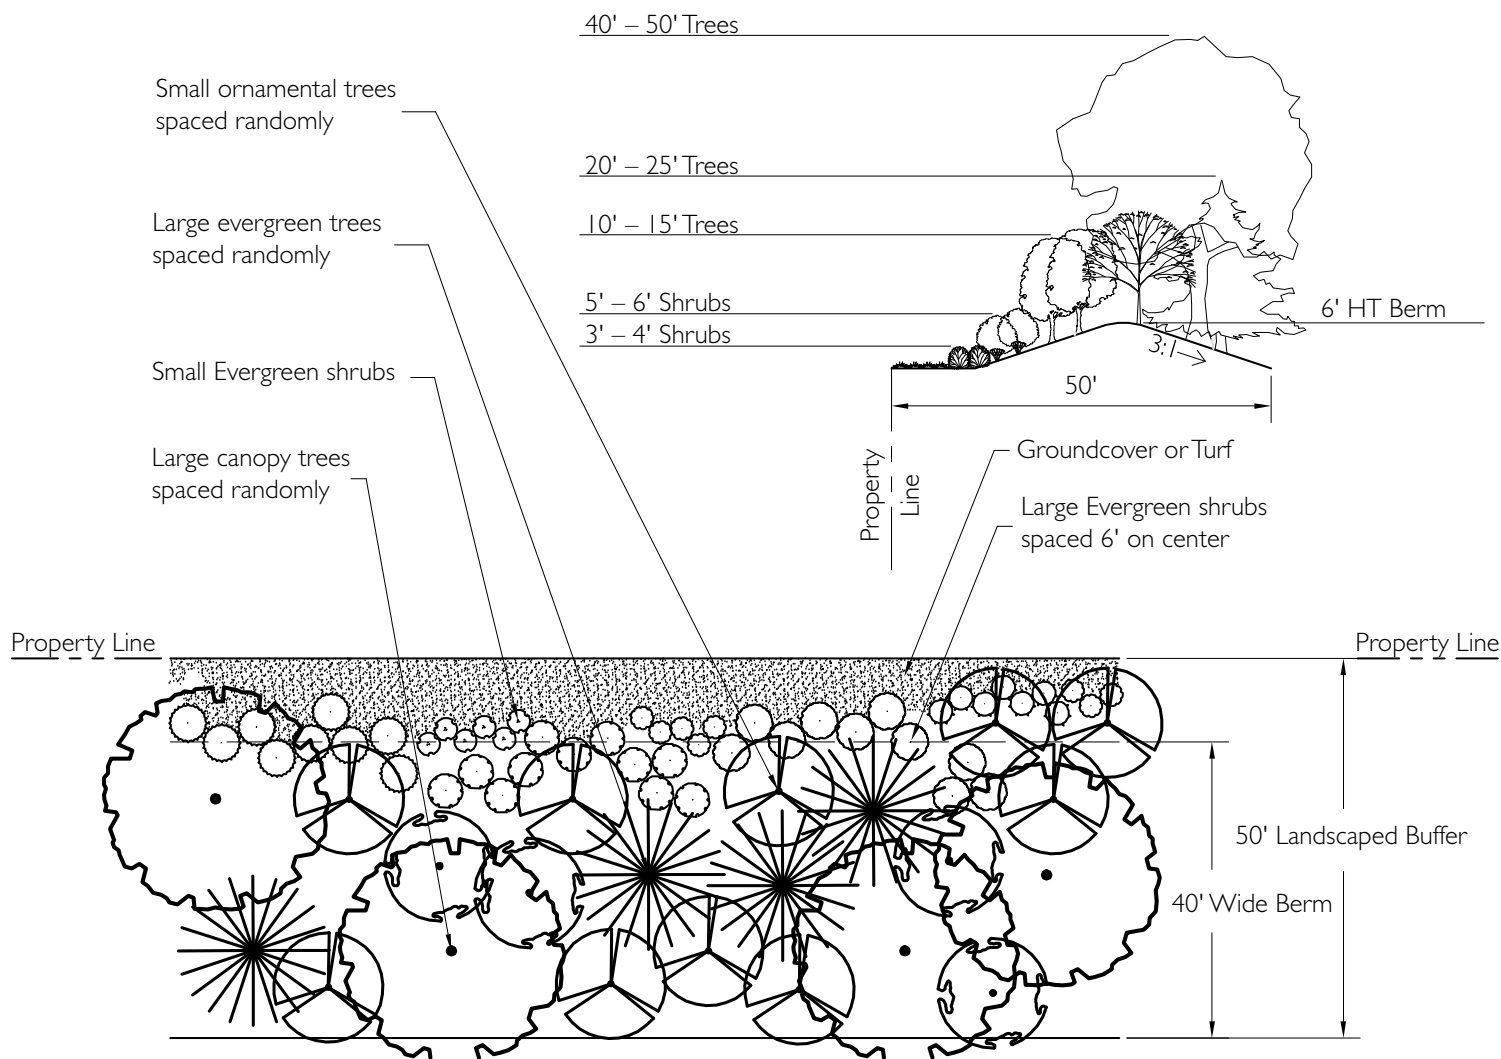 40' – 50' Trees
Small ornamental trees
spaced randomly
20' – 25' Trees
Large evergreen trees
spaced randomly
10' – 15' Trees
5' – 6' Shrubs
6' HT Berm
3' – 4' Shrubs
3:1
Small Evergreen shrubs
50'
Large canopy trees
spaced randomly
Groundcover or Turf
Property
Line
Large Evergreen shrubs
spaced 6' on center
Property Line
Property Line
50' Landscaped Buffer
40' Wide Berm